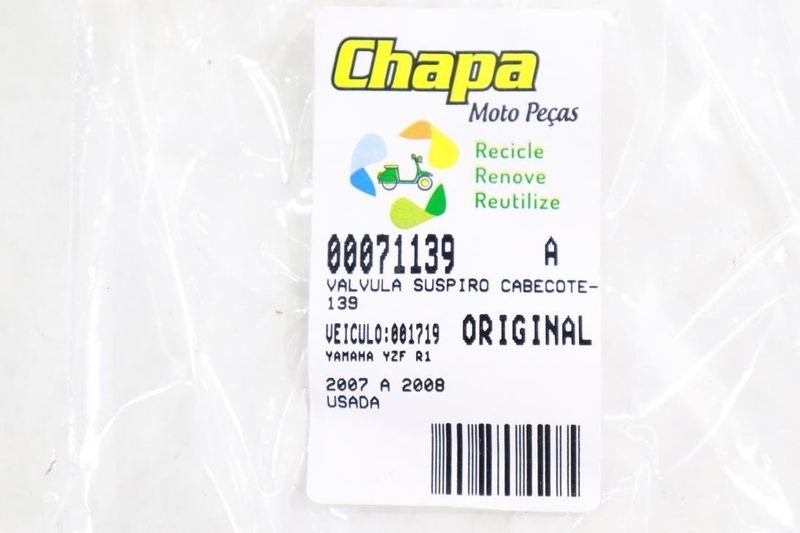 Chapa
Moto Peças
Recicle
Renove
Reutilize
00071139 A
VALVULA SUSPIRO CABECOTE-
139
VEICULO:001719 ORIGINAL
YAMAHA YZF R1
2007 A 2008
USADA